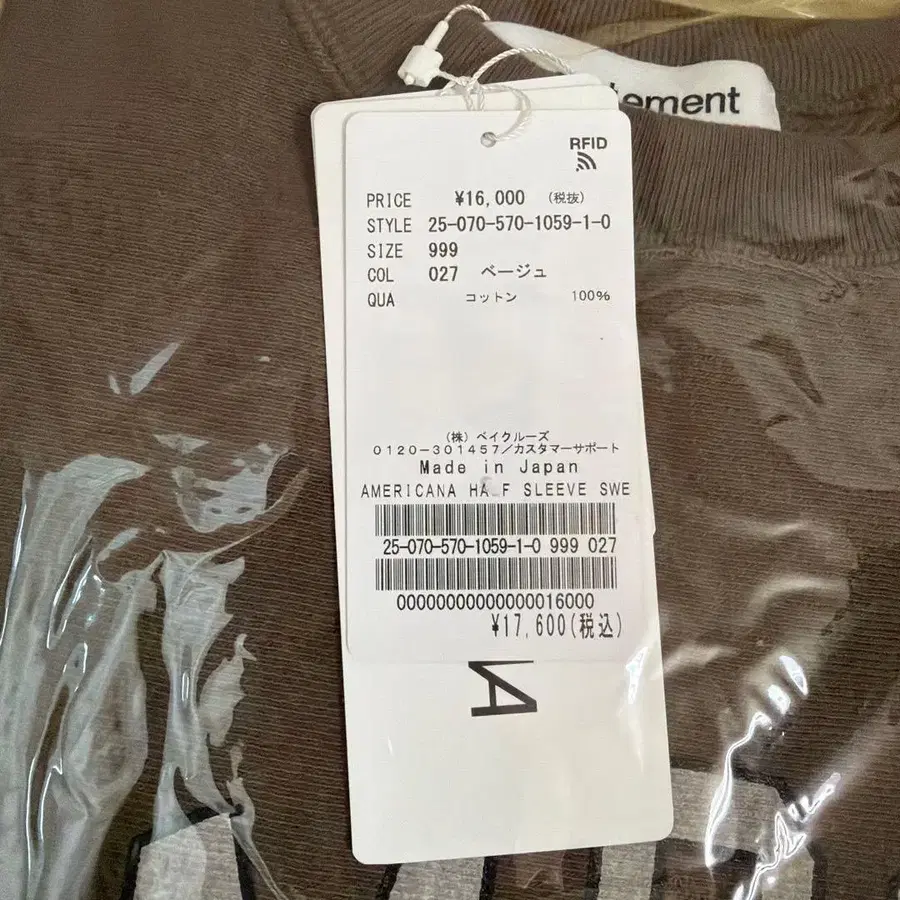 ement
RFID
PRICE ¥16,000 (税抜)
STYLE 25-070-570-1059-1-0
SIZE 999
COL 027 ベージュ
QUA コットン 100%
(株)ベイクルーズ
0120-301457/カスタマーサポート
Made in Japan
AMERICANA HALF SLEEVE SWE
25-070-570-1059-1-0 999 027
00000000000000016000
¥17,600(税込)